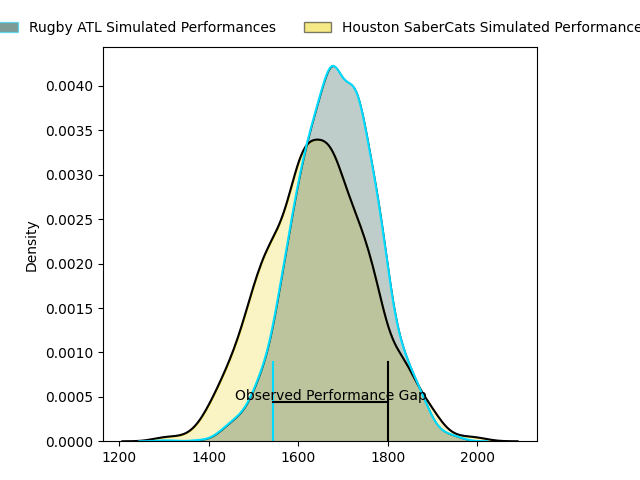 Rugby ATL Simulated Performances
Houston SaberCats Simulated Performance
0.0040
0.0035
0.0030
0.0025
0.0020
0.0015
0.0010
0.0005
0.0000
Density
Observed Performance Gap
1200 1400 1600 1800 2000